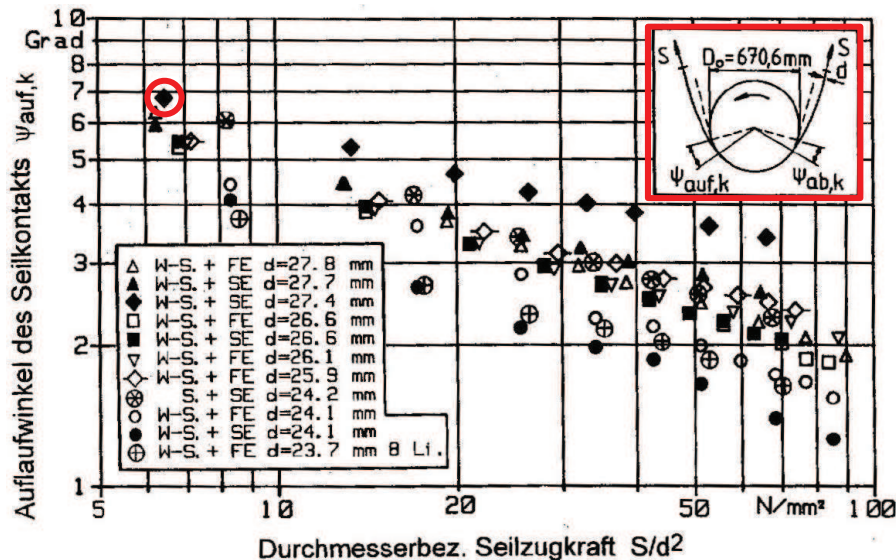 Auflaufwinkel des Seilkontakts ψauf,k
10
Grad
8
7
6
5
4
3
2
1
S
D₀=670,6mm
S
d
ψauf,k
ψab,k
△ W-S. + FE d=27.8 mm
▲ W-S. + SE d=27.7 mm
◆ W-S. + SE d=27.4 mm
□ W-S. + FE d=26.6 mm
■ W-S. + SE d=26.6 mm
▽ W-S. + FE d=26.1 mm
◇ W-S. + FE d=25.9 mm
⊛ S. + SE d=24.2 mm
○ W-S. + FE d=24.1 mm
● W-S. + SE d=24.1 mm
⊕ W-S. + FE d=23.7 mm 8 Li.
5 10 20 50 N/mm² 100
Durchmesserbez. Seilzugkraft S/d²